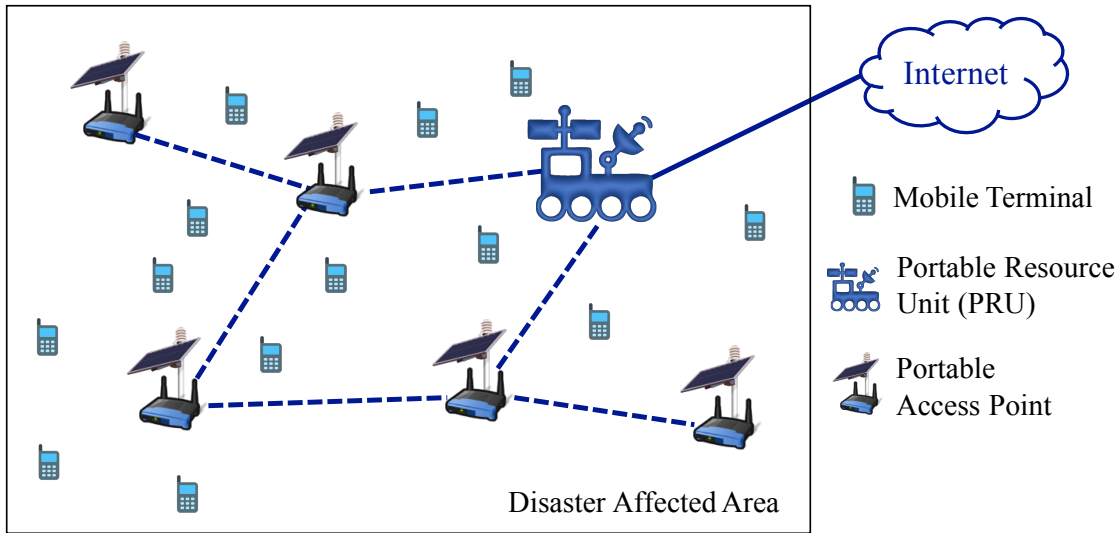 Internet
Mobile Terminal
Portable Resource
Unit (PRU)
Portable
Access Point
Disaster Affected Area